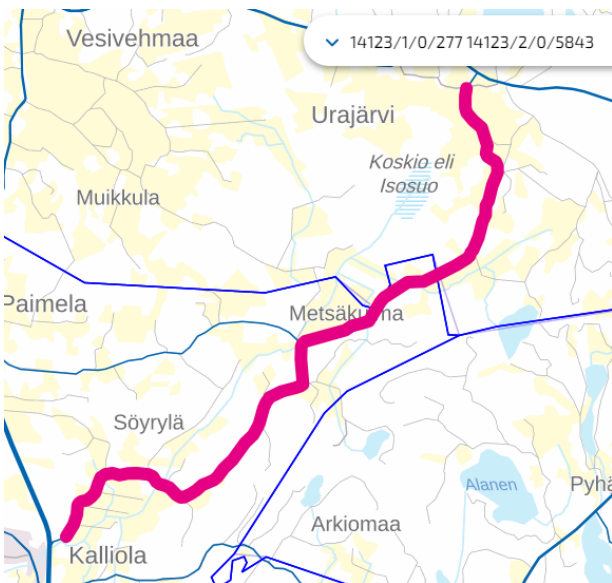 Vesivehmaa
14123/1/0/277 14123/2/0/5843
Urajärvi
Koskio eli
Isosuo
Muikkula
Paimela
Metsäkulma
Söyrylä
Alanen
Pyhä
Arkiomaa
Kalliola